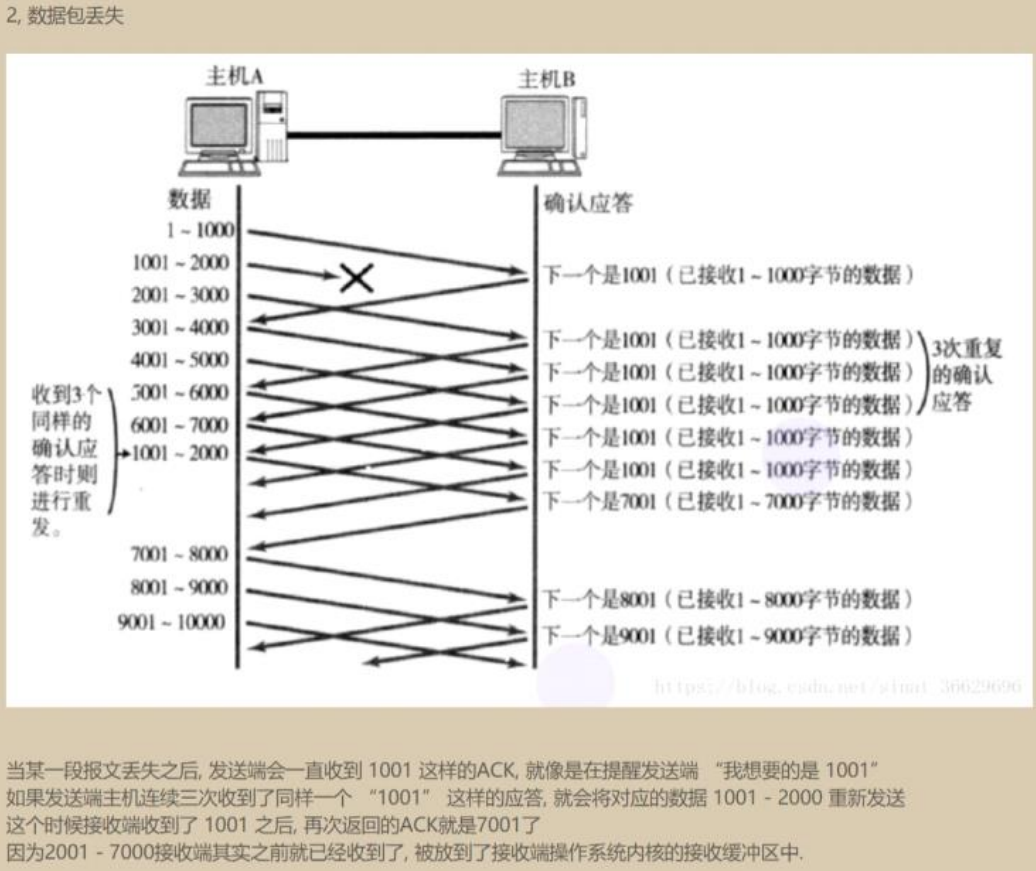 2, 数据包丢失
主机A
主机B
数据
确认应答
1 ~ 1000
1001 ~ 2000
下一个是1001（已接收1 ~ 1000字节的数据）
2001 ~ 3000
3001 ~ 4000
下一个是1001（已接收1 ~ 1000字节的数据）
4001 ~ 5000
下一个是1001（已接收1 ~ 1000字节的数据）
5001 ~ 6000
下一个是1001（已接收1 ~ 1000字节的数据）
3次重复
的确认
应答
6001 ~ 7000
下一个是1001（已接收1 ~ 1000字节的数据）
1001 ~ 2000
下一个是1001（已接收1 ~ 1000字节的数据）
下一个是7001（已接收1 ~ 7000字节的数据）
收到3个
同样的
确认应
答时则
进行重
发。
7001 ~ 8000
8001 ~ 9000
下一个是8001（已接收1 ~ 8000字节的数据）
9001 ~ 10000
下一个是9001（已接收1 ~ 9000字节的数据）
当某一段报文丢失之后, 发送端会一直收到 1001 这样的ACK, 就像是在提醒发送端 “我想要的是 1001”
如果发送端主机连续三次收到了同样一个 “1001” 这样的应答, 就会将对应的数据 1001 - 2000 重新发送
这个时候接收端收到了 1001 之后, 再次返回的ACK就是7001了
因为2001 - 7000接收端其实之前就已经收到了, 被放到了接收端操作系统内核的接收缓冲区中.